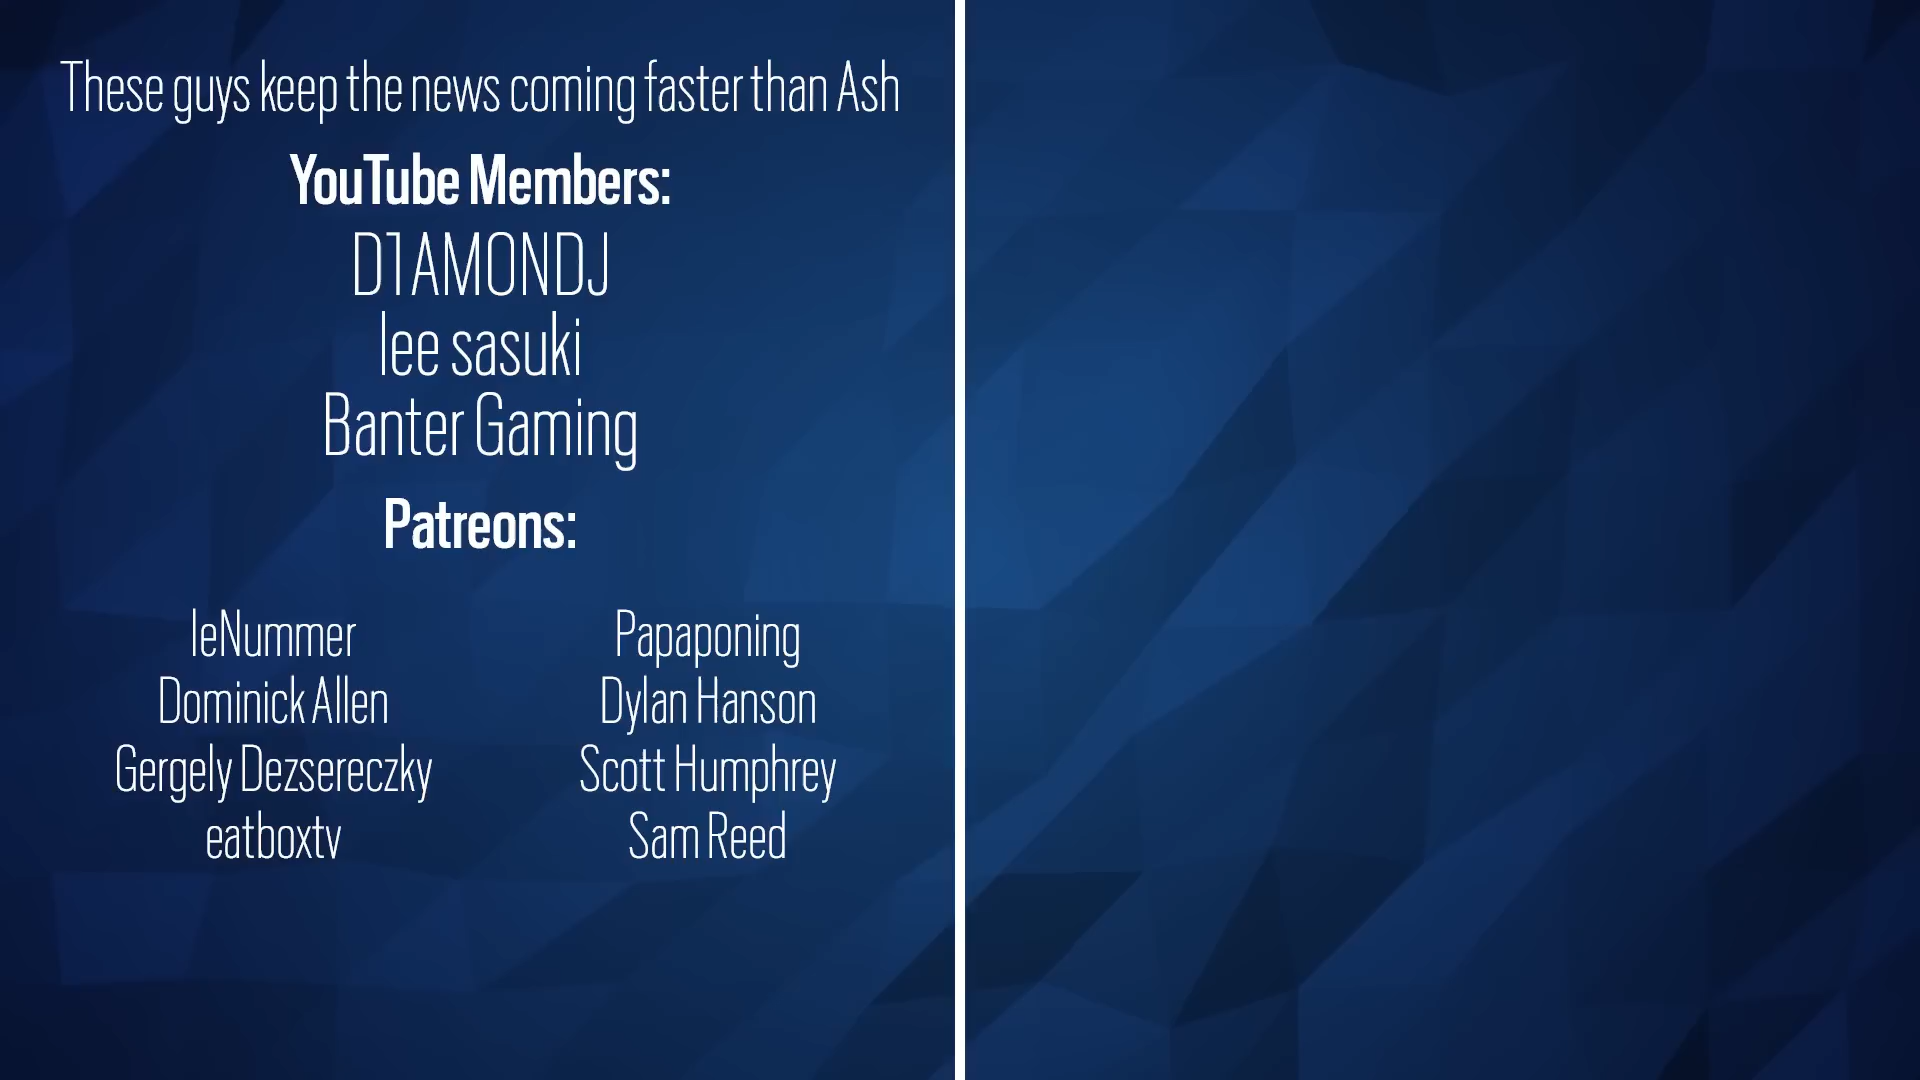 These guys keep the news coming faster than Ash
YouTube Members:
D1AMONDJ
lee sasuki
Banter Gaming
Patreons:
leNummer
Dominick Allen
Gergely Dezsereczky
eatboxtv
Papaponing
Dylan Hanson
Scott Humphrey
Sam Reed